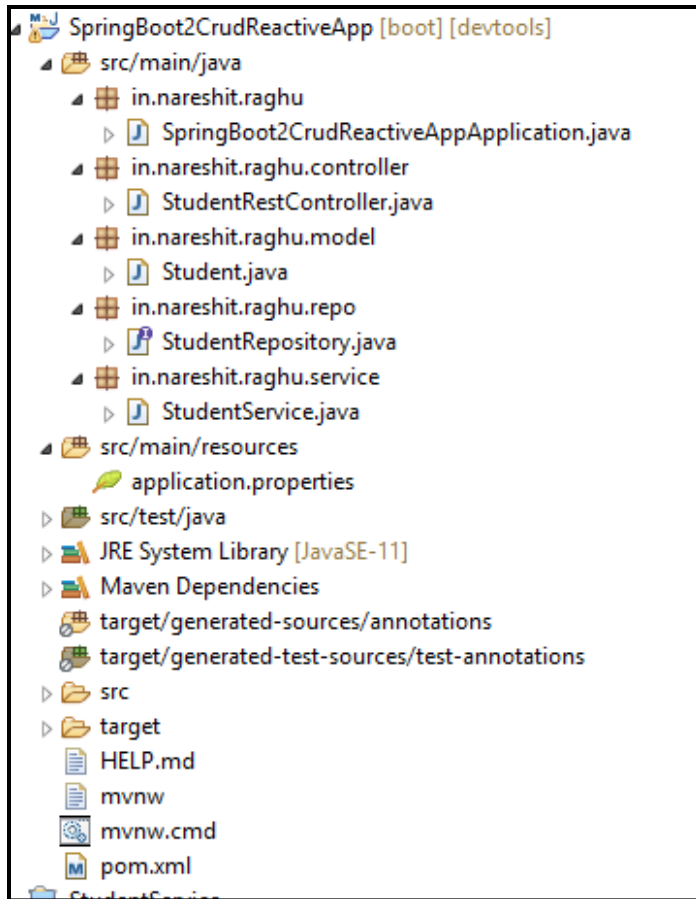 SpringBoot2CrudReactiveApp [boot] [devtools]
src/main/java
in.nareshit.raghu
SpringBoot2CrudReactiveAppApplication.java
in.nareshit.raghu.controller
StudentRestController.java
in.nareshit.raghu.model
Student.java
in.nareshit.raghu.repo
StudentRepository.java
in.nareshit.raghu.service
StudentService.java
src/main/resources
application.properties
src/test/java
JRE System Library [JavaSE-11]
Maven Dependencies
target/generated-sources/annotations
target/generated-test-sources/test-annotations
src
target
HELP.md
mvnw
mvnw.cmd
pom.xml
StudentService